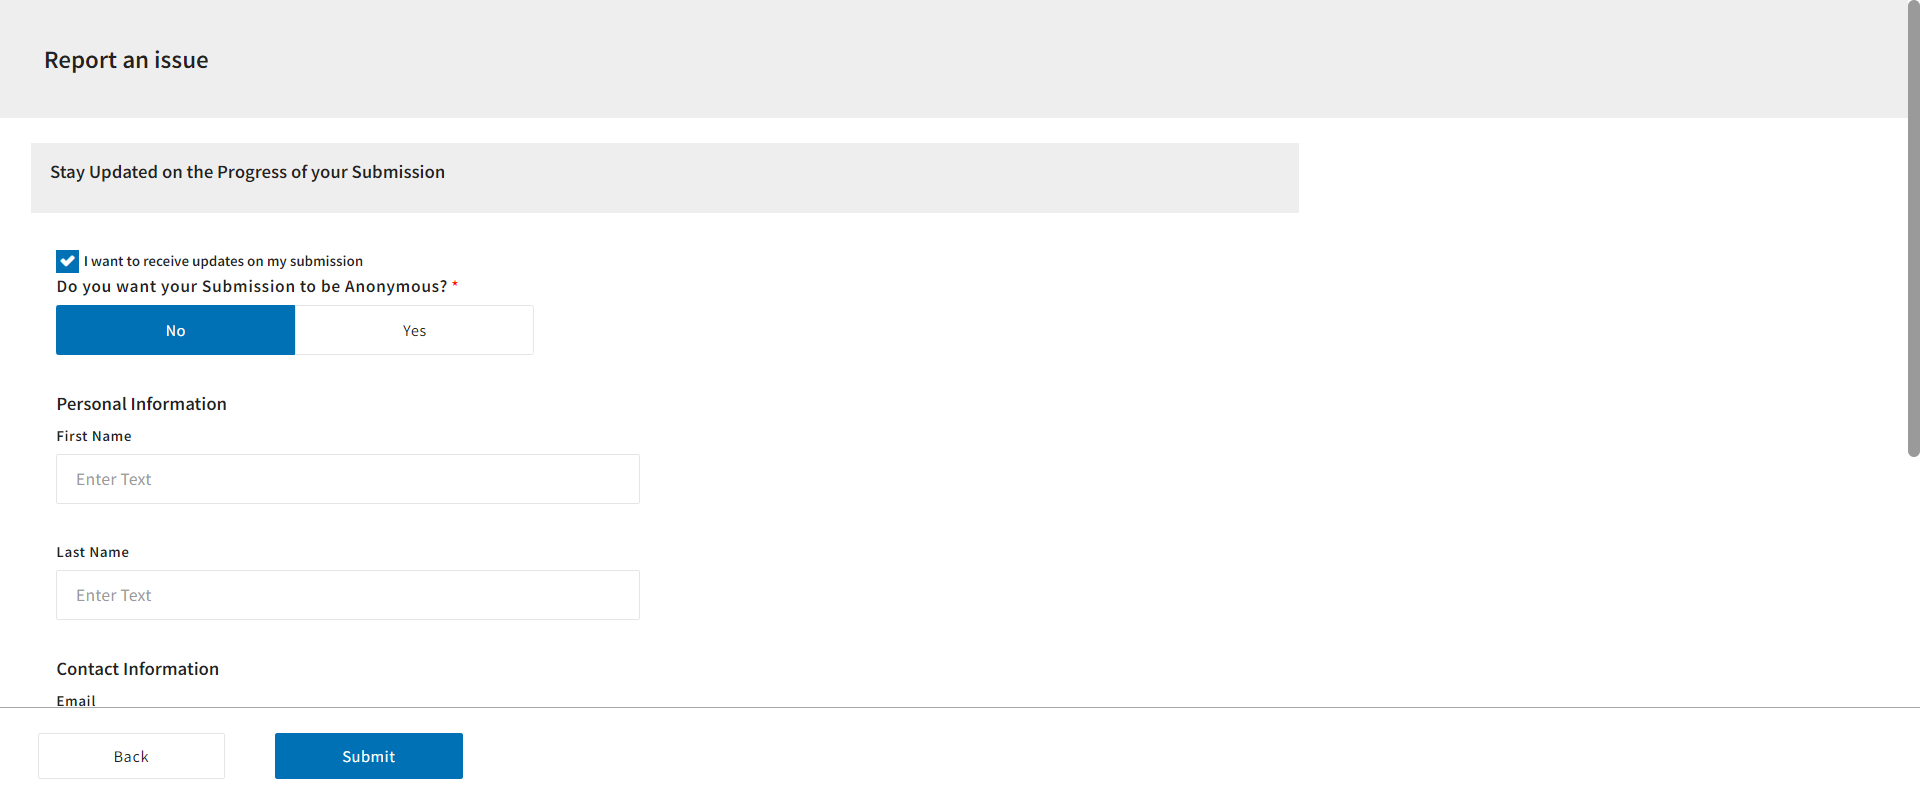 Report an issue
Stay Updated on the Progress of your Submission
I want to receive updates on my submission
Do you want your Submission to be Anonymous? *
No
Yes
Personal Information
First Name
Enter Text
Last Name
Enter Text
Contact Information
Email
Back
Submit